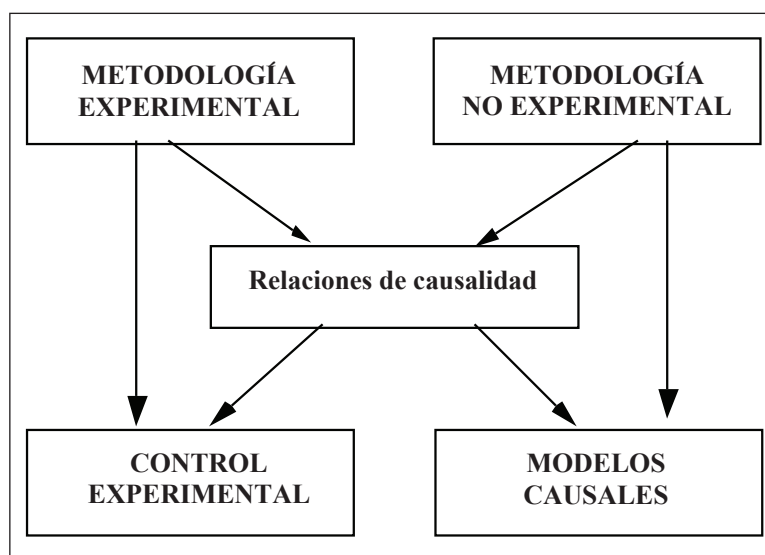 METODOLOGÍA
EXPERIMENTAL
METODOLOGÍA
NO EXPERIMENTAL
Relaciones de causalidad
CONTROL
EXPERIMENTAL
MODELOS
CAUSALES